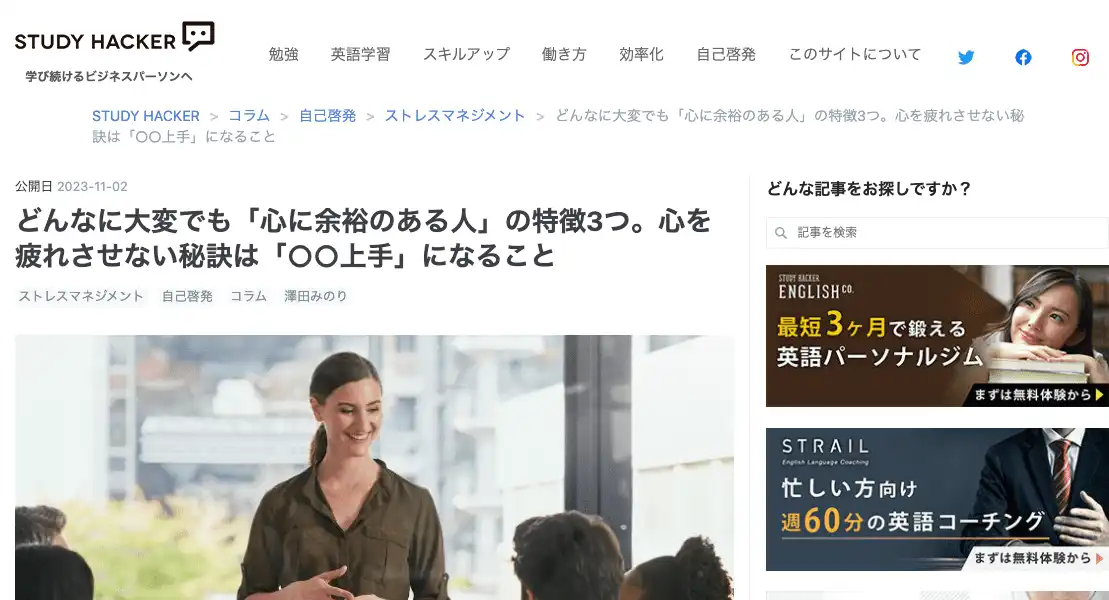 STUDY HACKER
学び続けるビジネスパーソンへ
勉強 英語学習 スキルアップ 働き方 効率化 自己啓発 このサイトについて
STUDY HACKER > コラム > 自己啓発 > ストレスマネジメント > どんなに大変でも「心に余裕のある人」の特徴3つ。心を疲れさせない秘
訣は「〇〇上手」になること
公開日 2023-11-02
どんなに大変でも「心に余裕のある人」の特徴3つ。心を
疲れさせない秘訣は「〇〇上手」になること
ストレスマネジメント 自己啓発 コラム 澤田みのり
どんな記事をお探しですか？
記事を検索
STUDY HACKER
ENGLISH CO.
最短3ヶ月で鍛える
英語パーソナルジム
まずは無料体験から
STRAIL
English Language Coaching
忙しい方向け
週60分の英語コーチング
まずは無料体験から